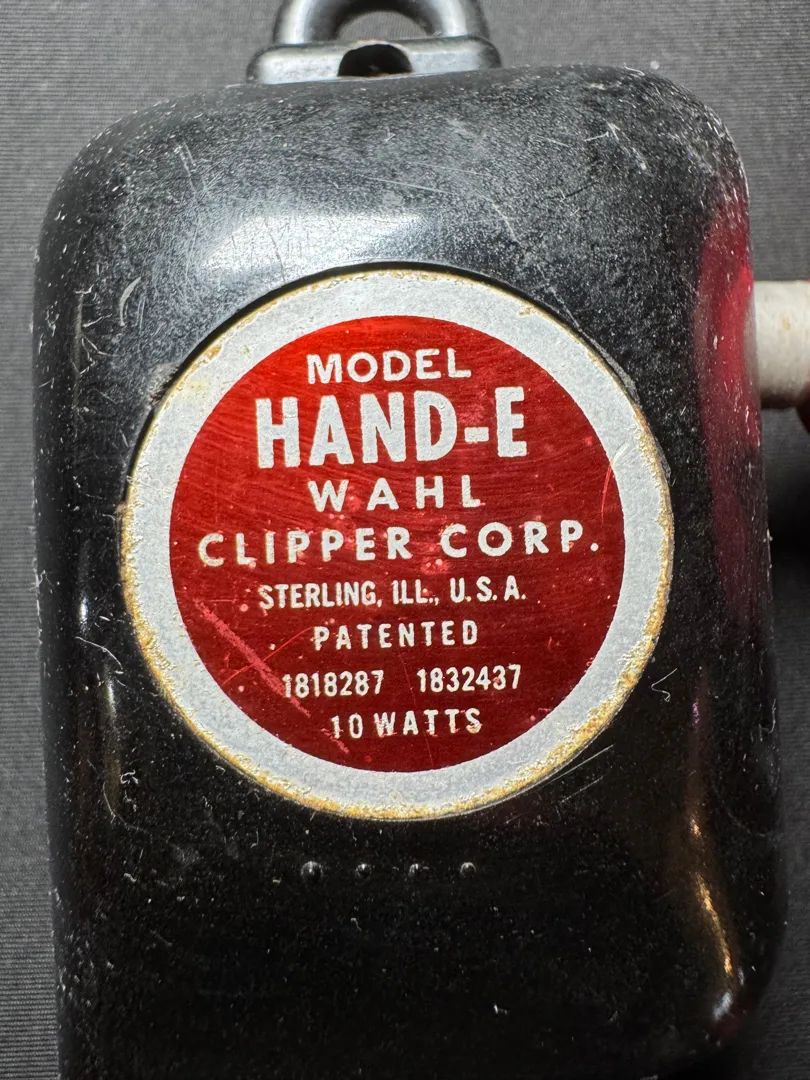 MODEL
HAND-E
WAHL
CLIPPER CORP.
STERLING, ILL., U.S.A.
PATENTED
1818287 1832437
10 WATTS